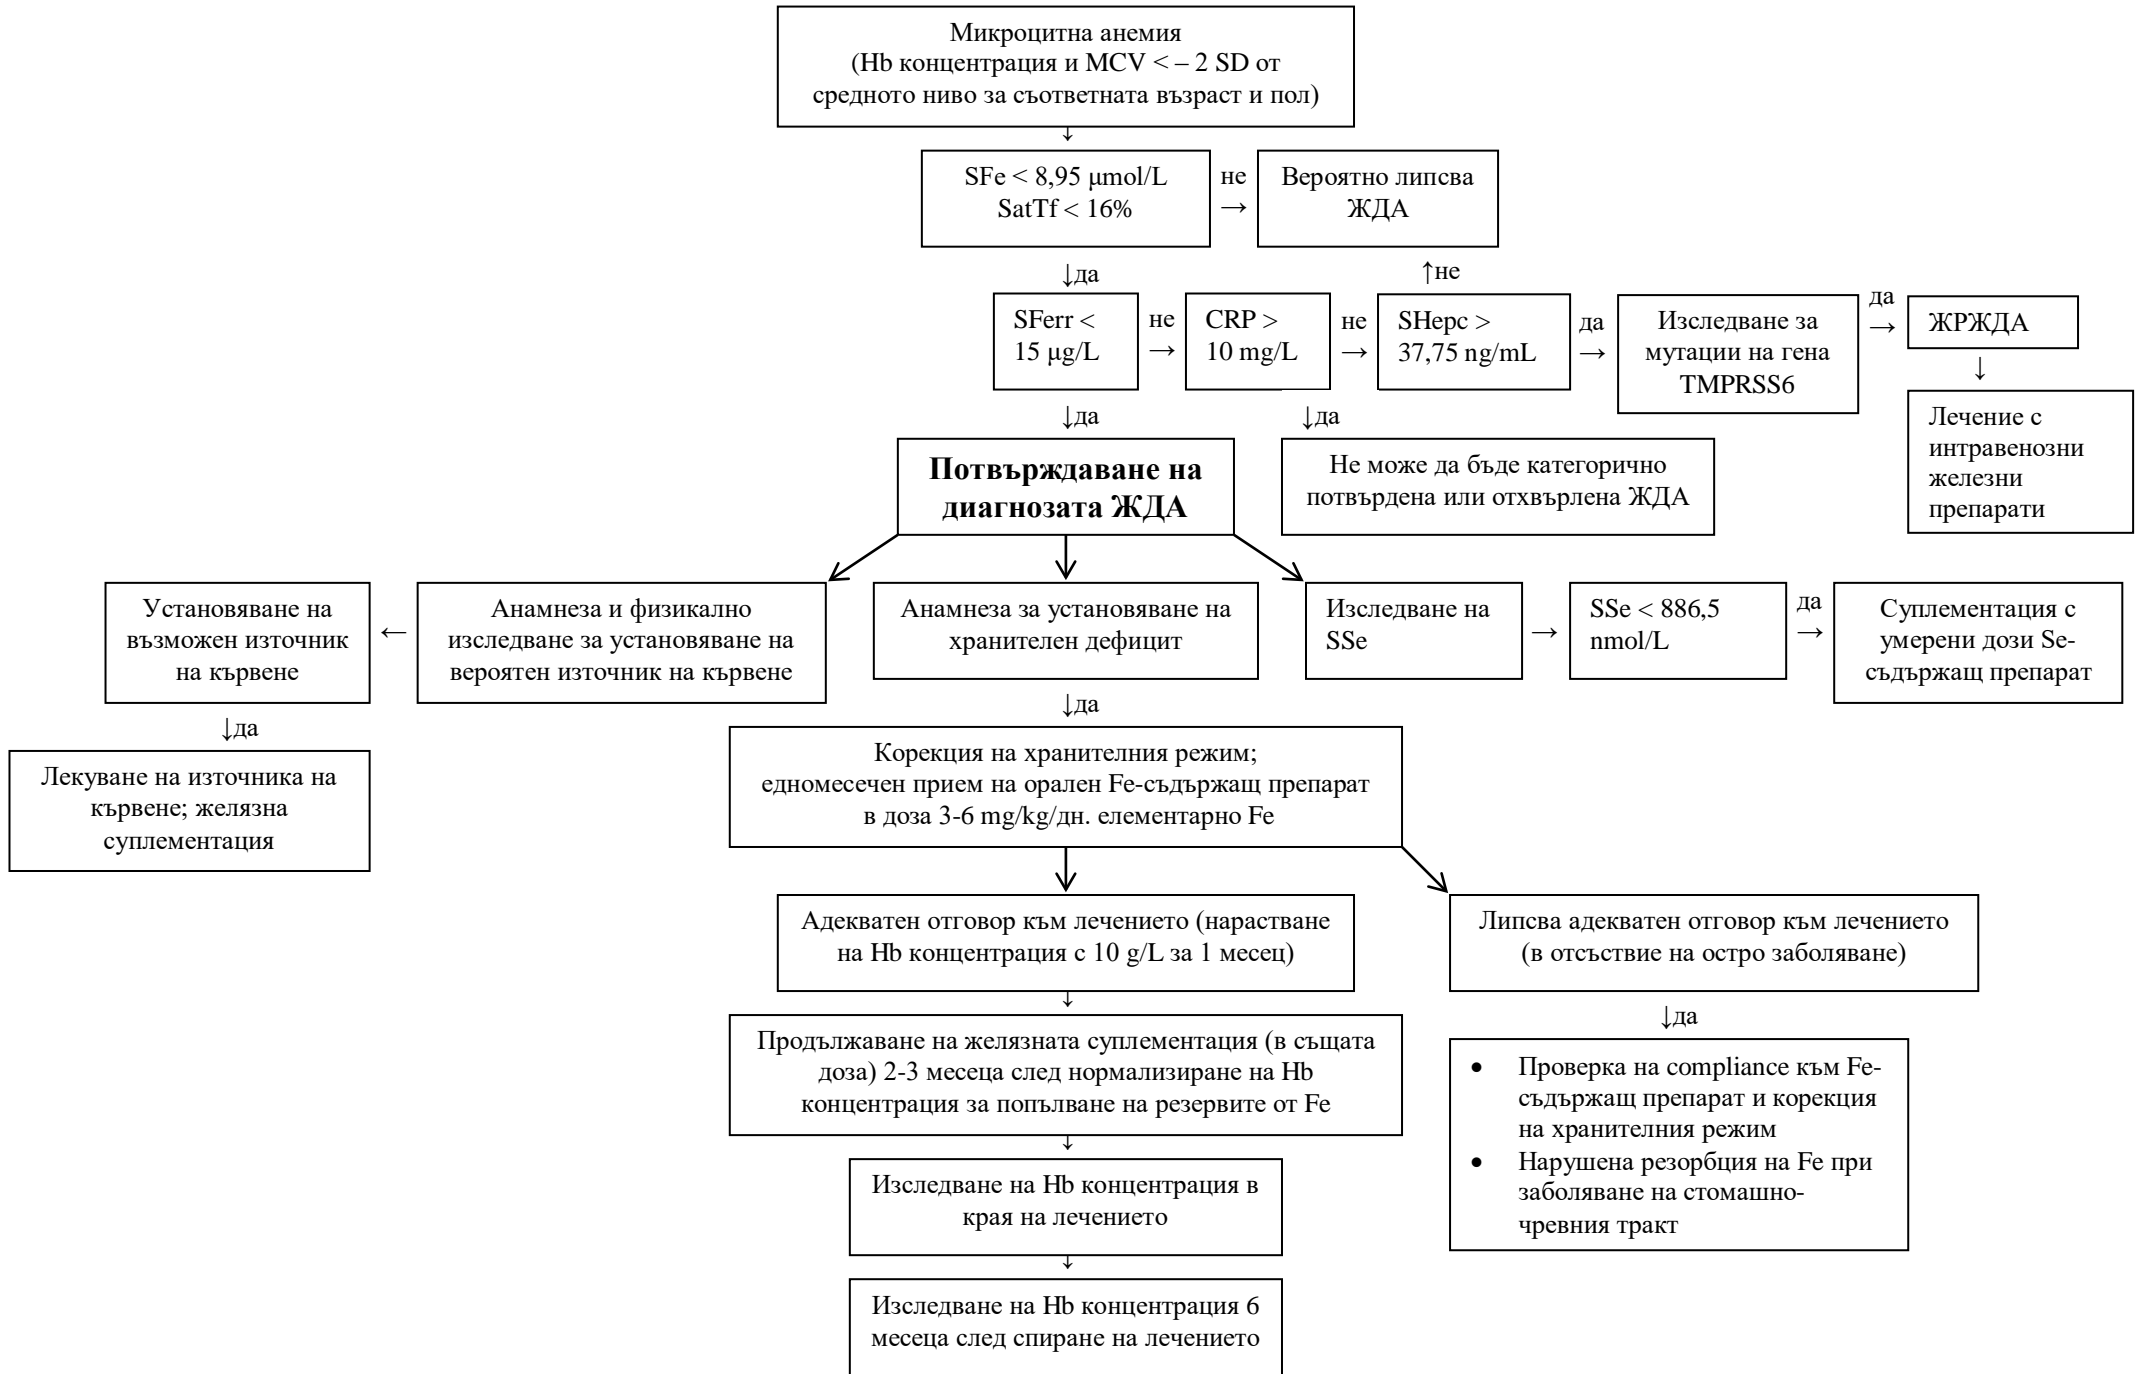 Микроцитна анемия
(Hb концентрация и MCV < – 2 SD от
средното ниво за съответната възраст и пол)
↓
SFe < 8,95 μmol/L
SatTf < 16%
не
→
Вероятно липсва
ЖДА
↓да
↑не
SFerr <
15 μg/L
не
→
CRP >
10 mg/L
не
→
SHepc >
37,75 ng/mL
да
→
Изследване за
мутации на гена
TMPRSS6
да
→
ЖРЖДА
↓
Лечение с
интравенозни
железни
препарати
↓да
↓да
Потвърждаване на
диагнозата ЖДА
Не може да бъде категорично
потвърдена или отхвърлена ЖДА
Установяване на
възможен източник
на кървене
←
Анамнеза и физикално
изследване за установяване на
вероятен източник на кървене
Анамнеза за установяване на
хранителен дефицит
Изследване на
SSe
→
SSe < 886,5
nmol/L
да
→
Суплементация с
умерени дози Se-
съдържащ препарат
↓да
Лекуване на източника на
кървене; желязна
суплементация
↓да
Корекция на хранителния режим;
едномесечен прием на орален Fe-съдържащ препарат
в доза 3-6 mg/kg/дн. елементарно Fe
Адекватен отговор към лечението (нарастване
на Hb концентрация с 10 g/L за 1 месец)
Липсва адекватен отговор към лечението
(в отсъствие на остро заболяване)
↓
Продължаване на желязната суплементация (в същата
доза) 2-3 месеца след нормализиране на Hb
концентрация за попълване на резервите от Fe
↓да
• Проверка на compliance към Fe-
съдържащ препарат и корекция
на хранителния режим
• Нарушена резорбция на Fe при
заболяване на стомашно-
чревния тракт
↓
Изследване на Hb концентрация в
края на лечението
↓
Изследване на Hb концентрация 6
месеца след спиране на лечението